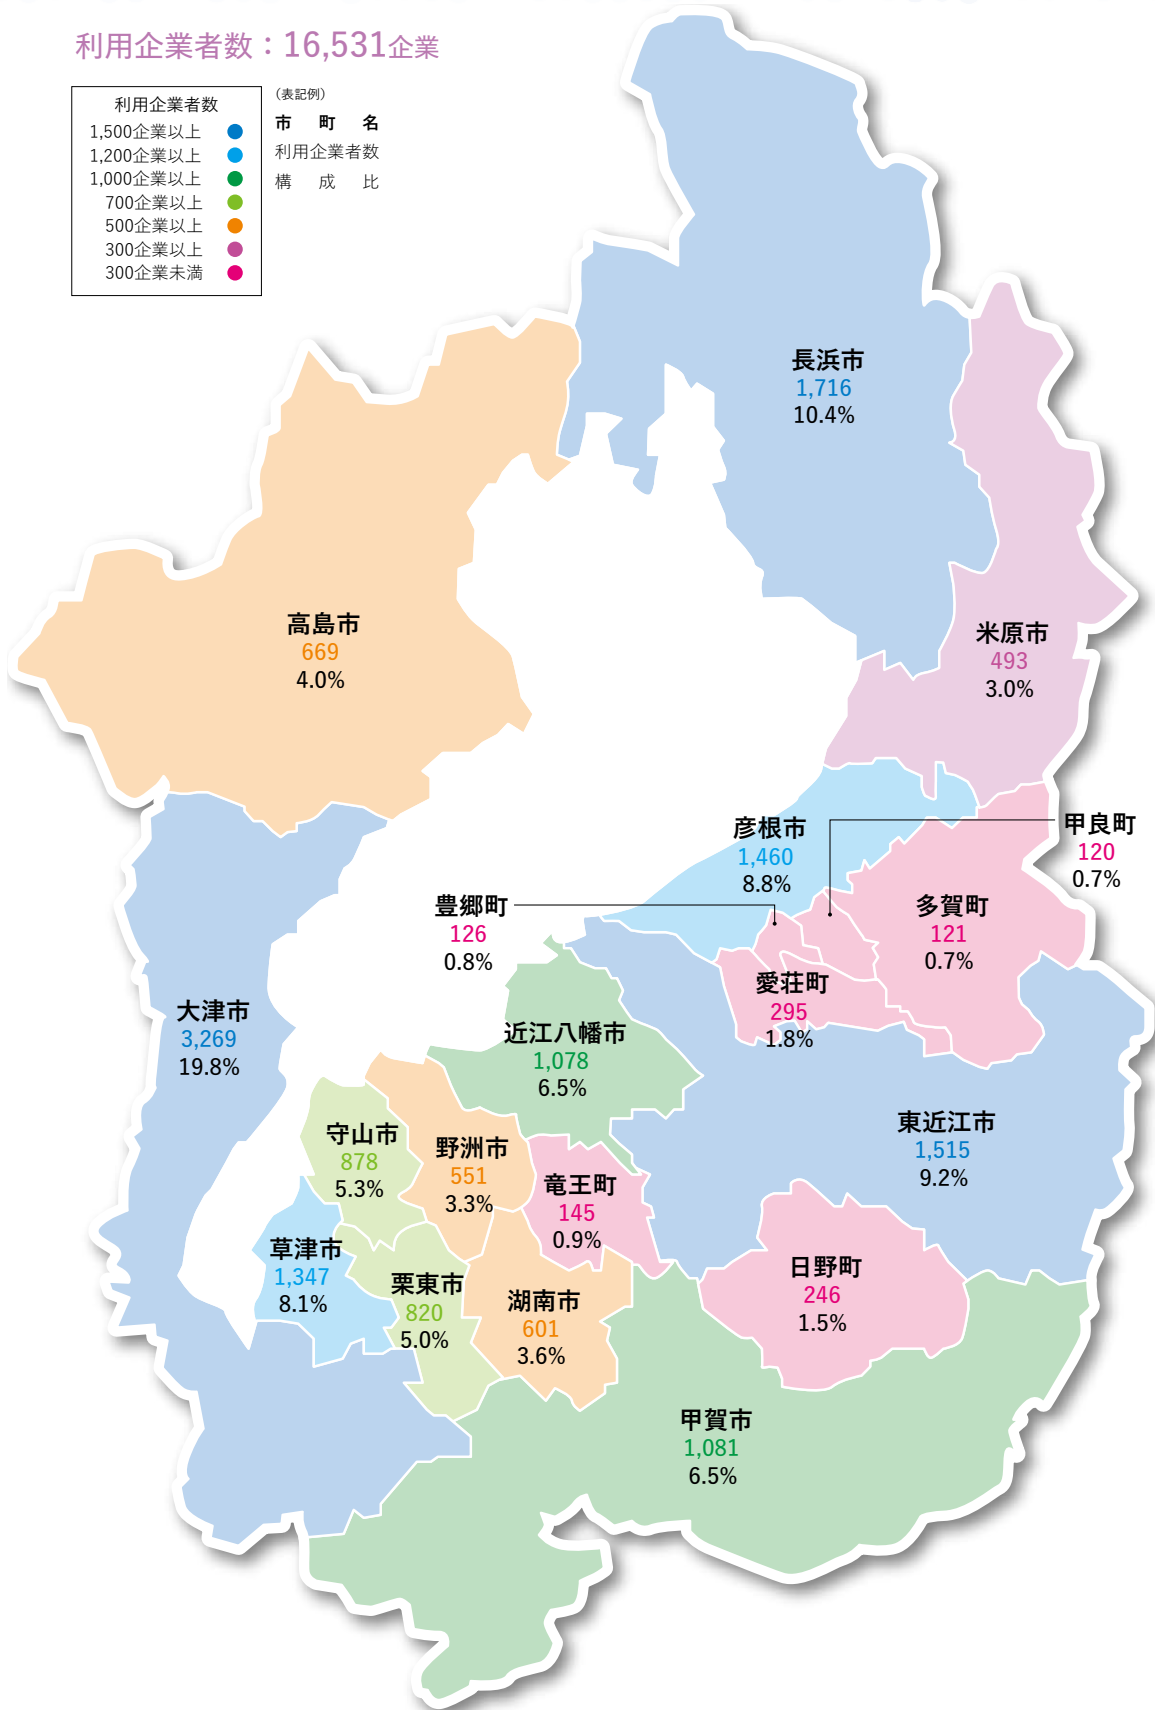 利用企業者数：16,531企業
利用企業者数
1,500企業以上
1,200企業以上
1,000企業以上
700企業以上
500企業以上
300企業以上
300企業未満
（表記例）
市町名
利用企業者数
構成比
長浜市
1,716
10.4%
高島市
669
4.0%
米原市
493
3.0%
彦根市
1,460
8.8%
甲良町
120
0.7%
豊郷町
126
0.8%
多賀町
121
0.7%
愛荘町
295
1.8%
大津市
3,269
19.8%
近江八幡市
1,078
6.5%
東近江市
1,515
9.2%
守山市
878
5.3%
野洲市
551
3.3%
竜王町
145
0.9%
草津市
1,347
8.1%
栗東市
820
5.0%
湖南市
601
3.6%
日野町
246
1.5%
甲賀市
1,081
6.5%